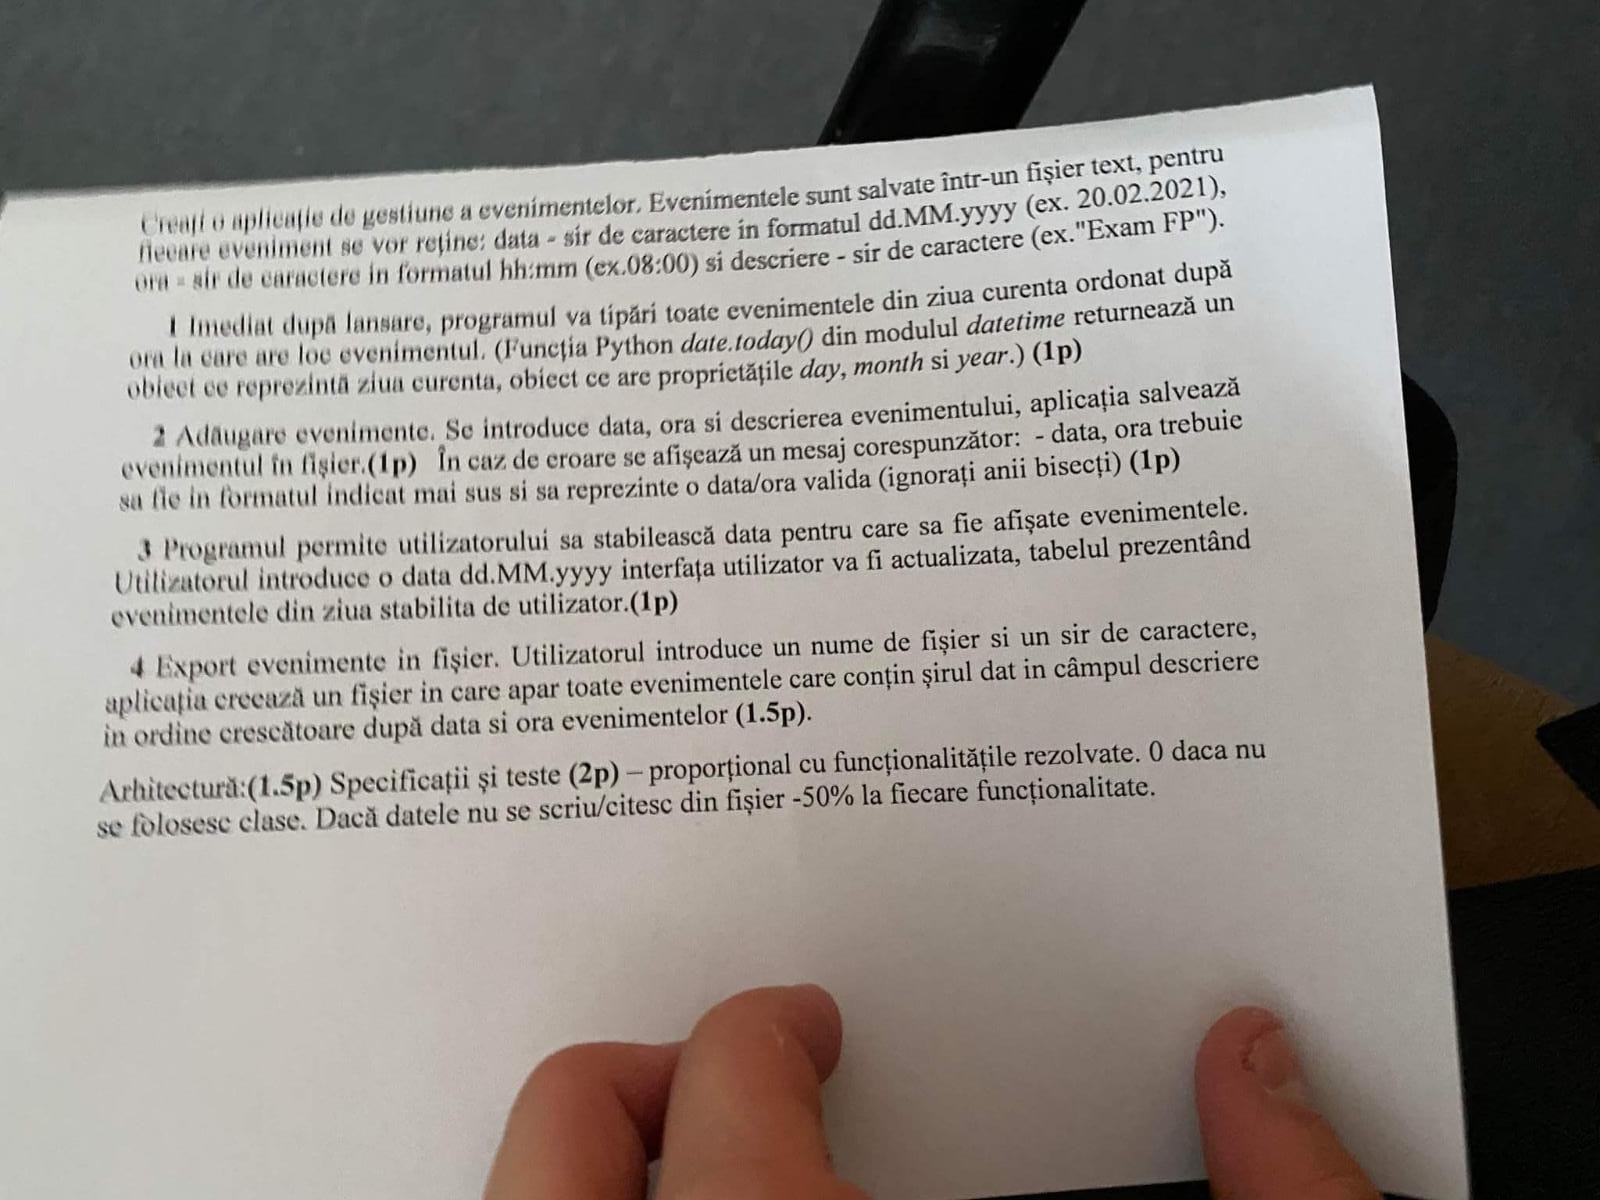 Creați o aplicație de gestiune a evenimentelor. Evenimentele sunt salvate într-un fișier text, pentru
fiecare eveniment se vor reține: data - sir de caractere in formatul dd.MM.yyyy (ex. 20.02.2021),
ora - sir de caractere in formatul hh:mm (ex.08:00) si descriere - sir de caractere (ex."Exam FP").
1 Imediat după lansare, programul va tipări toate evenimentele din ziua curenta ordonat după
ora la care are loc evenimentul. (Funcția Python date.today() din modulul datetime returnează un
obiect ce reprezintă ziua curenta, obiect ce are proprietățile day, month si year.) (1p)
2 Adăugare evenimente. Se introduce data, ora si descrierea evenimentului, aplicația salvează
evenimentul în fișier.(1p) În caz de eroare se afișează un mesaj corespunzător: - data, ora trebuie
sa fie in formatul indicat mai sus si sa reprezinte o data/ora valida (ignorați anii bisecți) (1p)
3 Programul permite utilizatorului sa stabilească data pentru care sa fie afișate evenimentele.
Utilizatorul introduce o data dd.MM.yyyy interfața utilizator va fi actualizata, tabelul prezentând
evenimentele din ziua stabilita de utilizator.(1p)
4 Export evenimente in fișier. Utilizatorul introduce un nume de fișier si un sir de caractere,
aplicația creează un fișier in care apar toate evenimentele care conțin șirul dat in câmpul descriere
in ordine crescătoare după data si ora evenimentelor (1.5p).
Arhitectură:(1.5p) Specificații și teste (2p) – proporțional cu funcționalitățile rezolvate. 0 daca nu
se folosesc clase. Dacă datele nu se scriu/citesc din fișier -50% la fiecare funcționalitate.